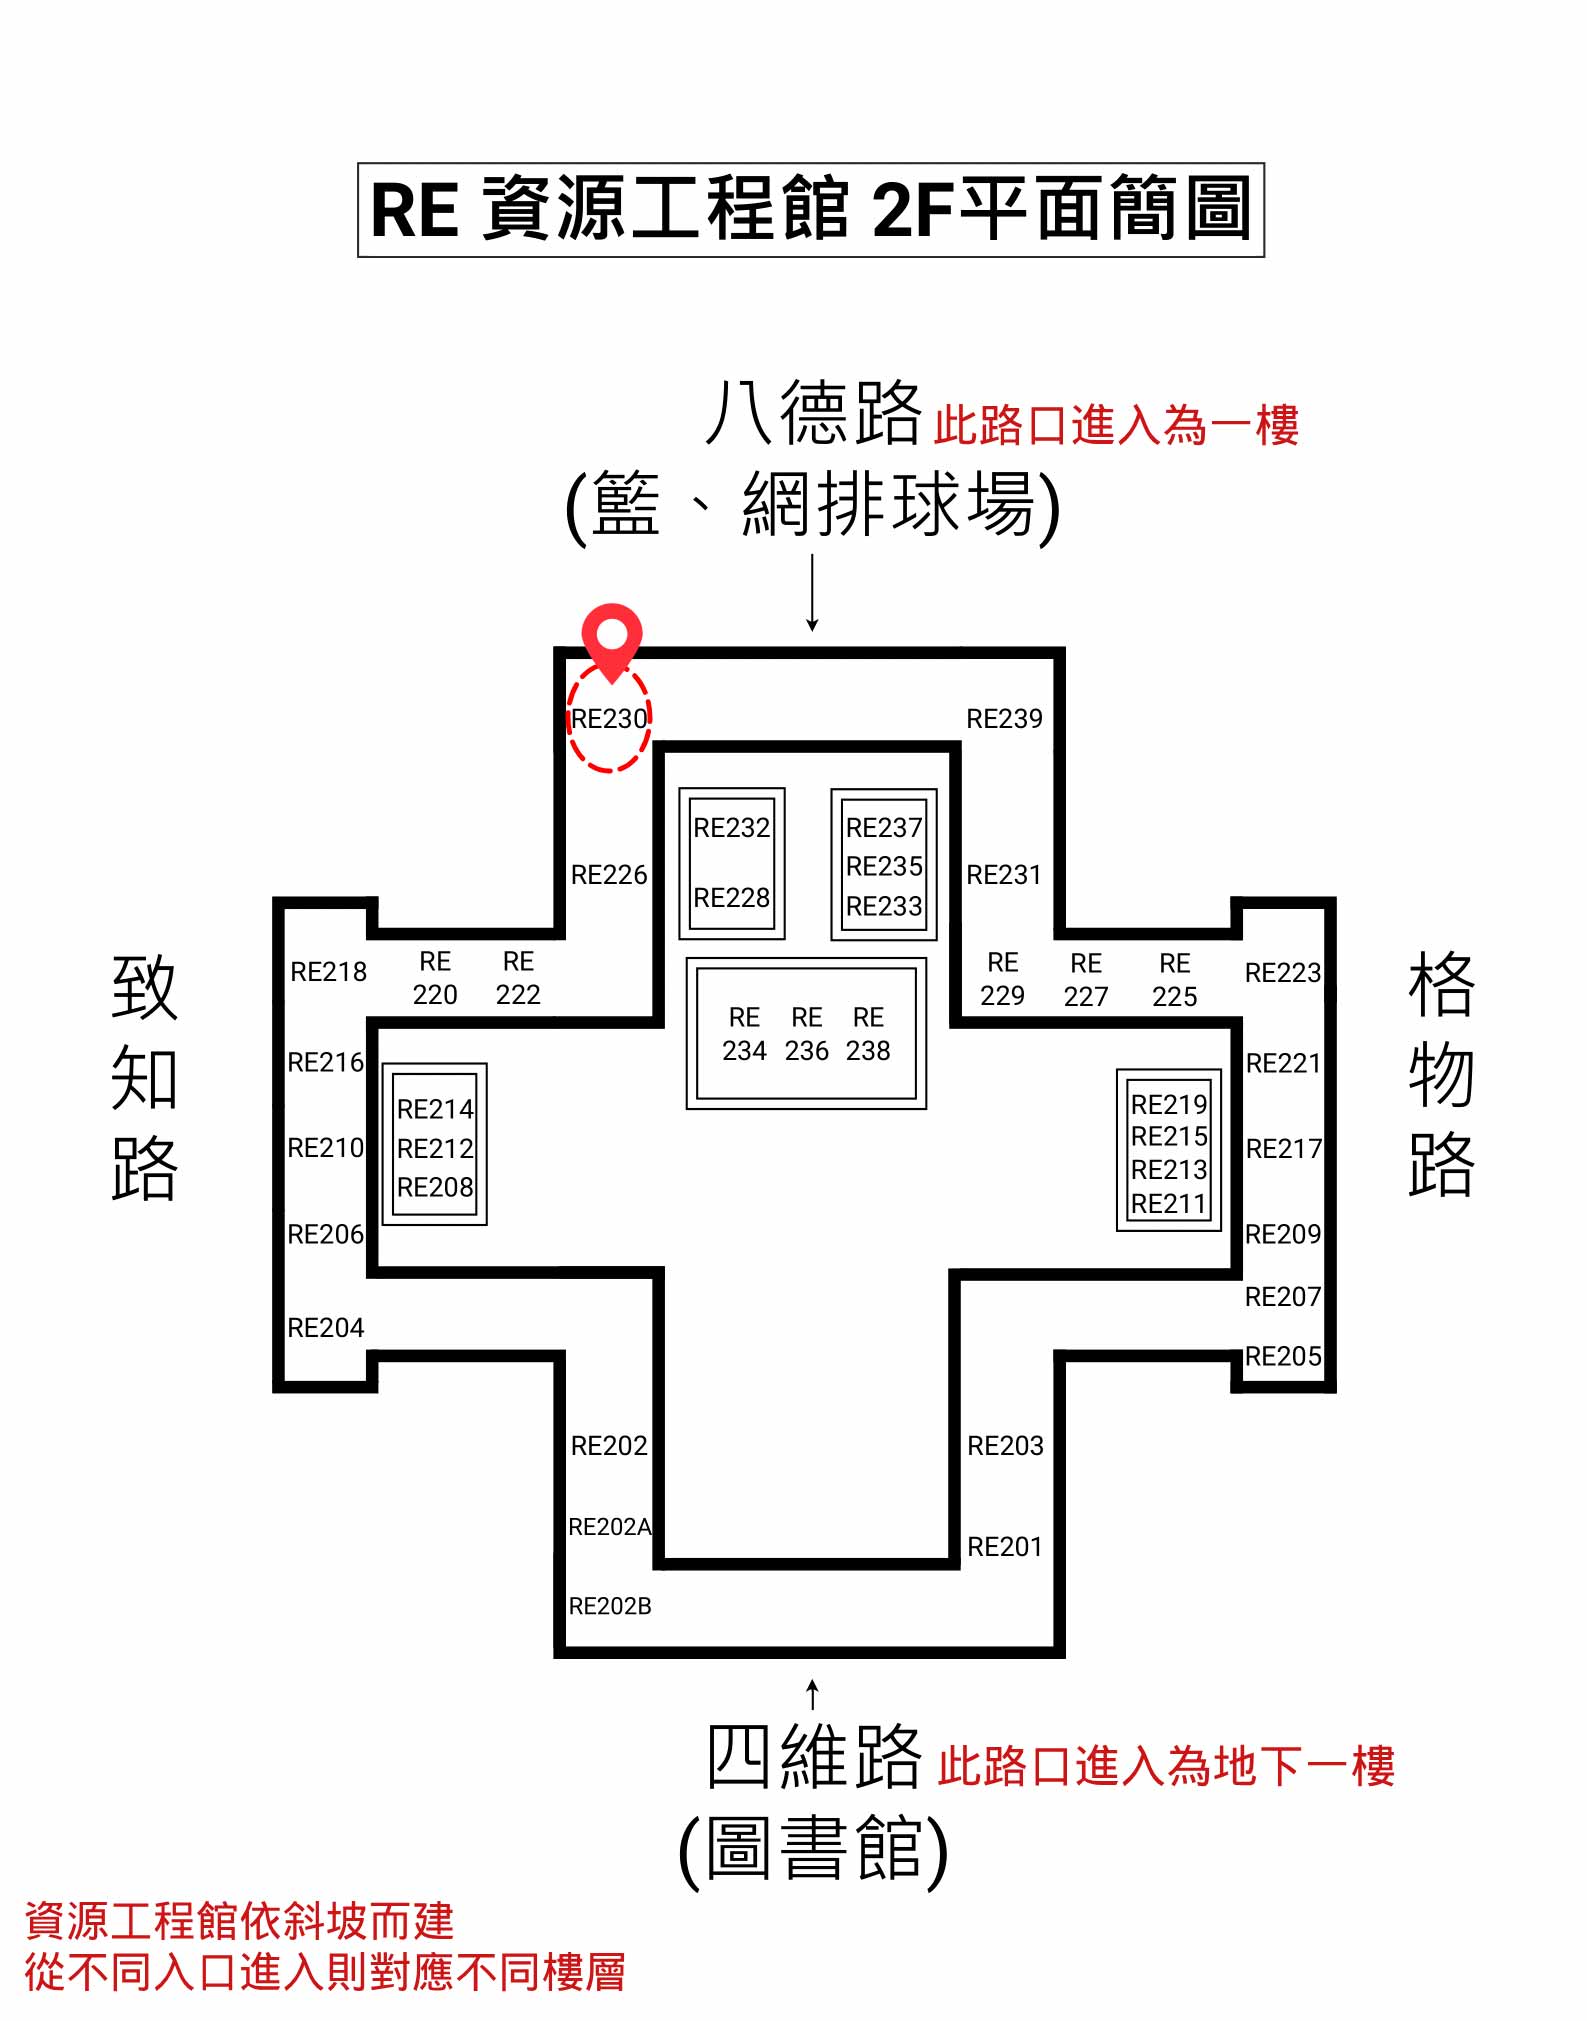 RE 資源工程館 2F平面簡圖
八德路 此路口進入為一樓
(籃、網排球場)
RE230
RE239
RE232
RE237
RE235
RE226
RE231
RE228
RE233
致知路
格物路
RE218
RE 220
RE 222
RE 229
RE 227
RE 225
RE223
RE 234
RE 236
RE 238
RE216
RE221
RE214
RE212
RE208
RE219
RE215
RE213
RE211
RE210
RE217
RE206
RE209
RE207
RE204
RE205
RE202
RE203
RE202A
RE201
RE202B
四維路 此路口進入為地下一樓
(圖書館)
資源工程館依斜坡而建
從不同入口進入則對應不同樓層